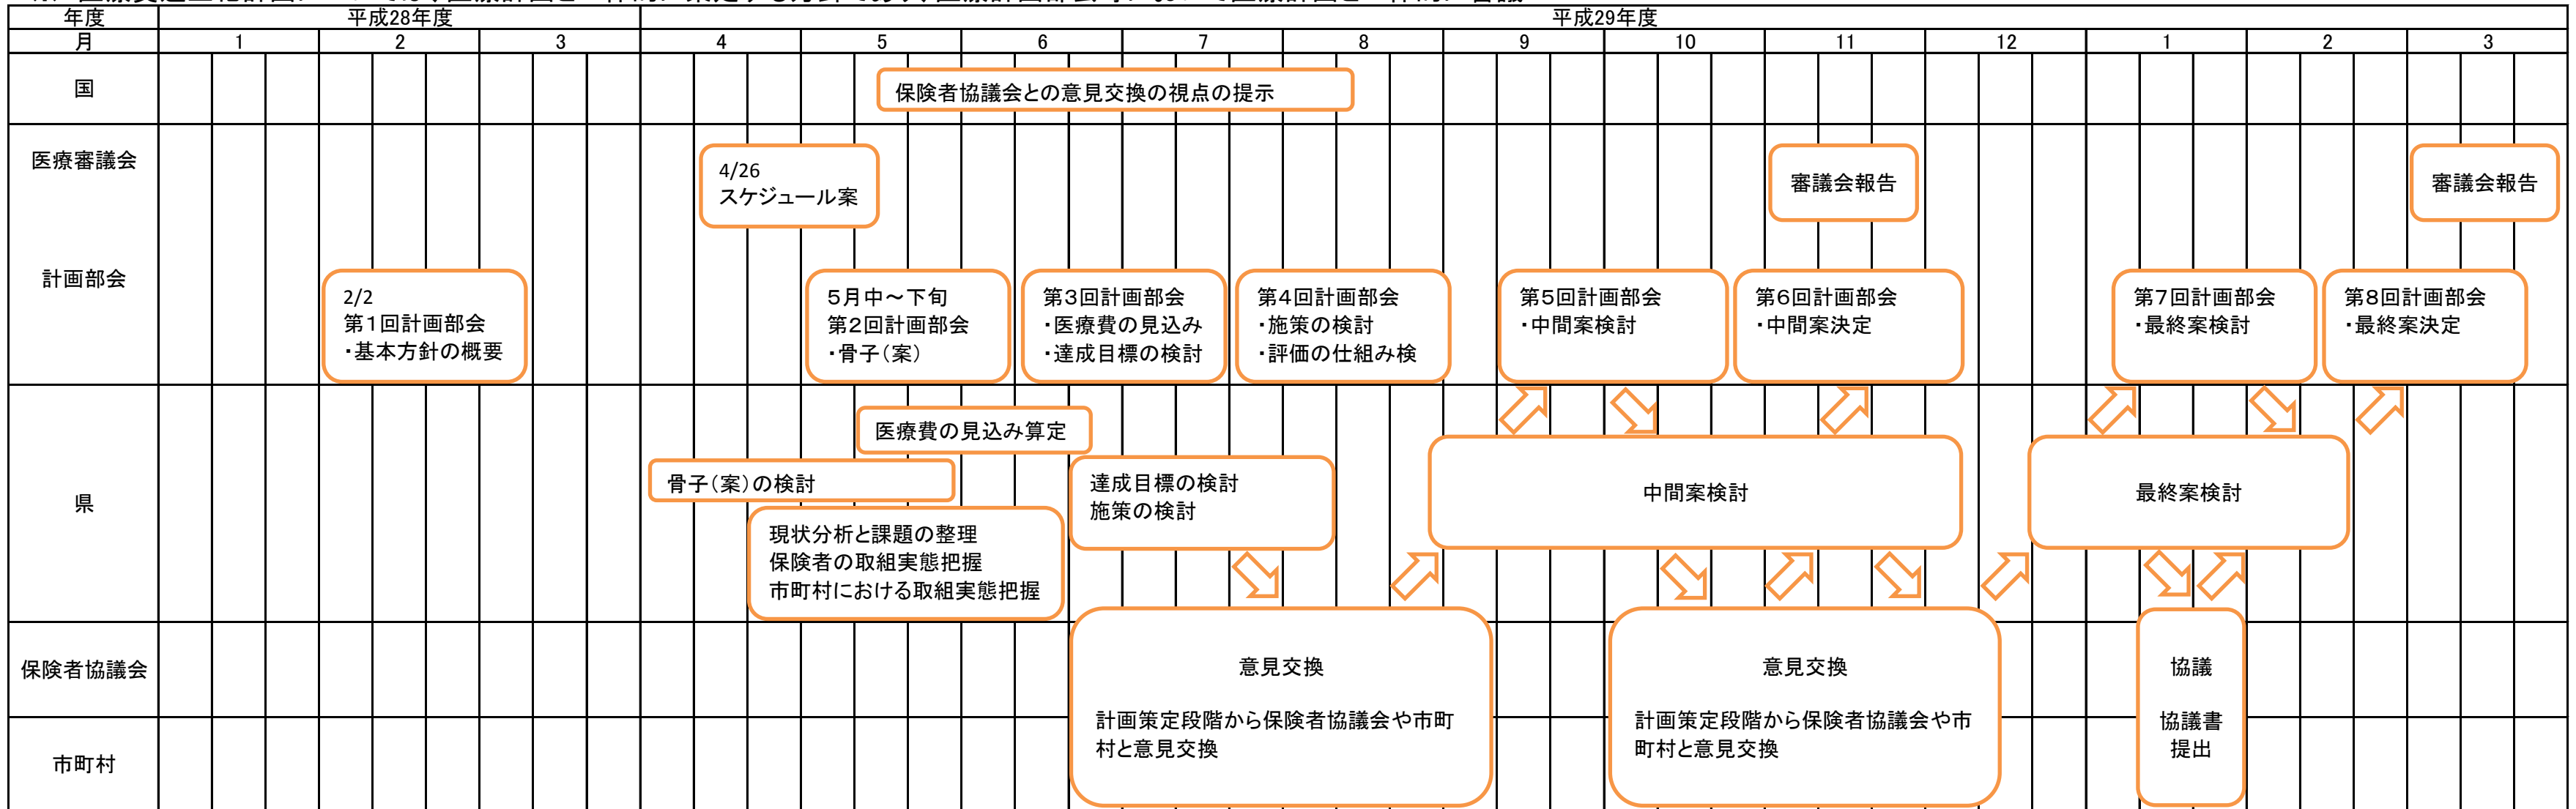 年度
平成28年度
平成29年度
月
1
2
3
4
5
6
7
8
9
10
11
12
1
2
3
国
保険者協議会との意見交換の視点の提示
医療審議会
4/26
スケジュール案
審議会報告
審議会報告
計画部会
2/2
第1回計画部会
・基本方針の概要
5月中～下旬
第2回計画部会
・骨子(案)
第3回計画部会
・医療費の見込み
・達成目標の検討
第4回計画部会
・施策の検討
・評価の仕組み検
第5回計画部会
・中間案検討
第6回計画部会
・中間案決定
第7回計画部会
・最終案検討
第8回計画部会
・最終案決定
県
医療費の見込み算定
骨子(案)の検討
現状分析と課題の整理
保険者の取組実態把握
市町村における取組実態把握
達成目標の検討
施策の検討
中間案検討
最終案検討
保険者協議会
市町村
意見交換
計画策定段階から保険者協議会や市町
村と意見交換
意見交換
計画策定段階から保険者協議会や市
町村と意見交換
協議
協議書
提出